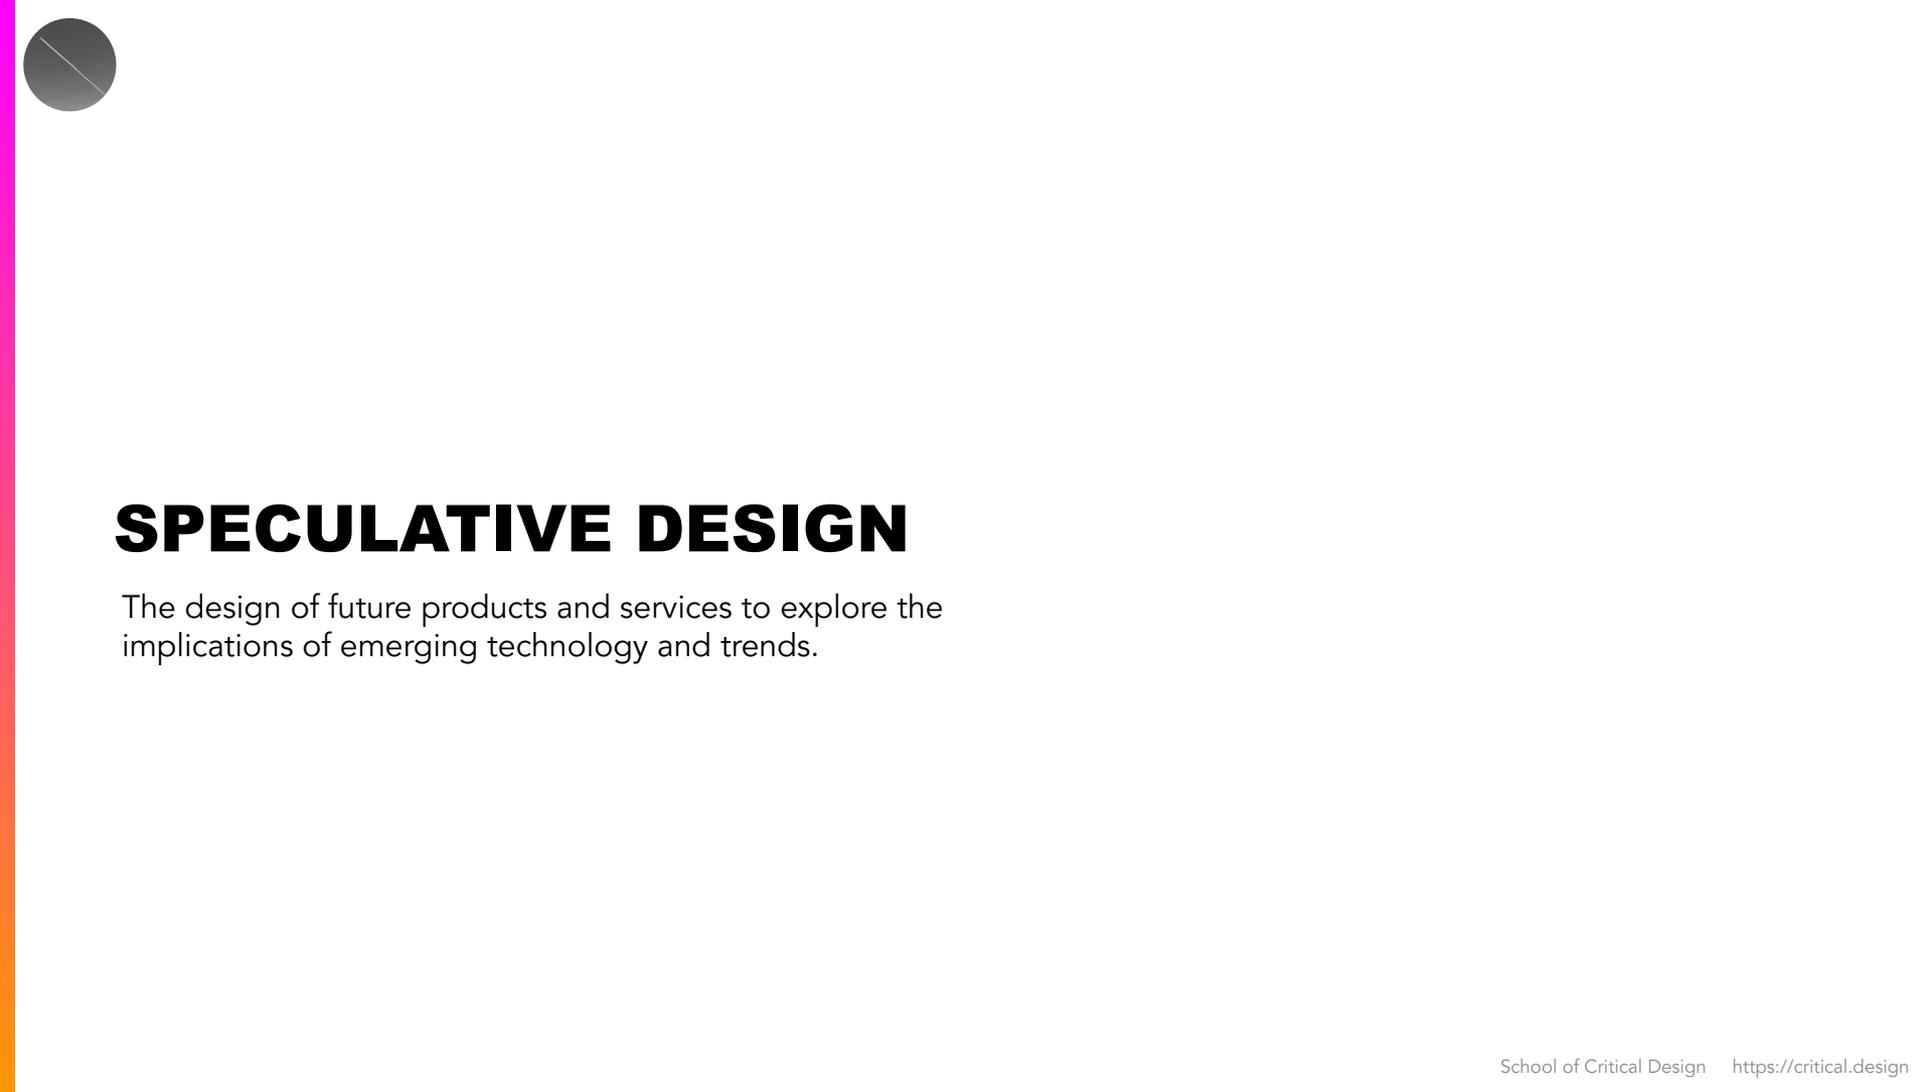 SPECULATIVE DESIGN
The design of future products and services to explore the
implications of emerging technology and trends.
School of Critical Design https://critical.design